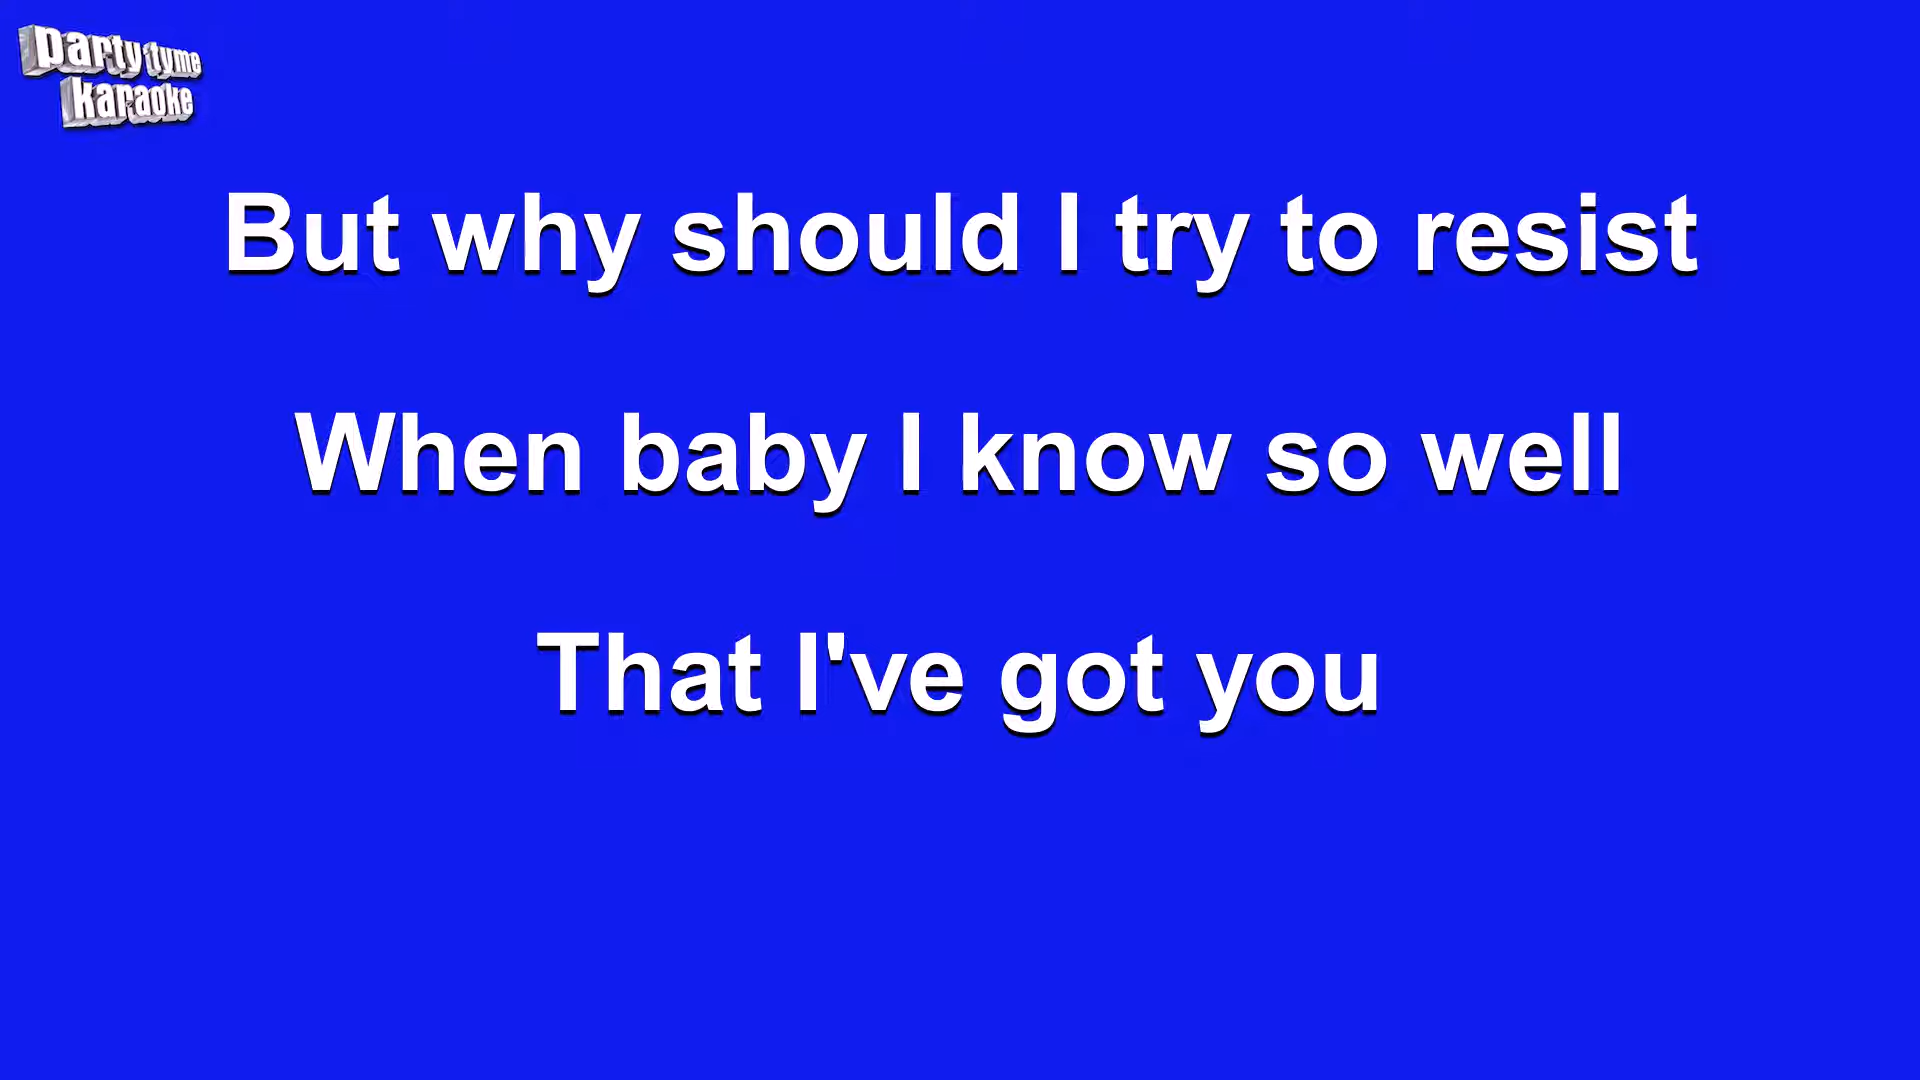 party tyme
karaoke
But why should I try to resist
When baby I know so well
That I've got you